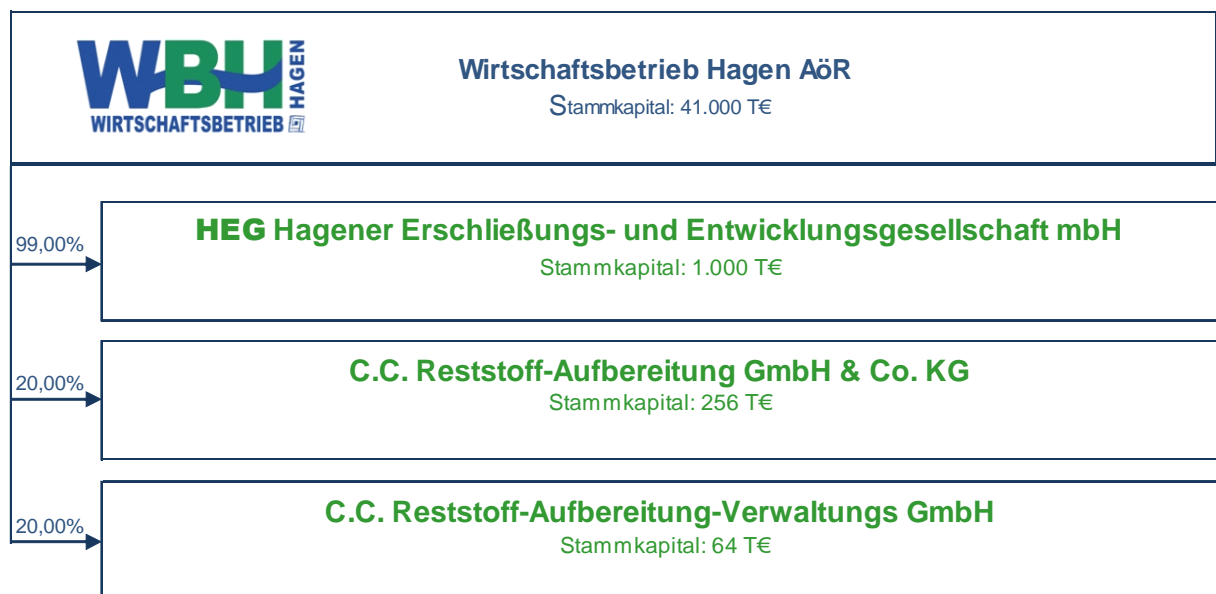 WBH HAGEN
WIRTSCHAFTSBETRIEB
Wirtschaftsbetrieb Hagen AöR
Stammkapital: 41.000 T€
99,00%
HEG Hagener Erschließungs- und Entwicklungsgesellschaft mbH
Stammkapital: 1.000 T€
20,00%
C.C. Reststoff-Aufbereitung GmbH & Co. KG
Stammkapital: 256 T€
20,00%
C.C. Reststoff-Aufbereitung-Verwaltungs GmbH
Stammkapital: 64 T€